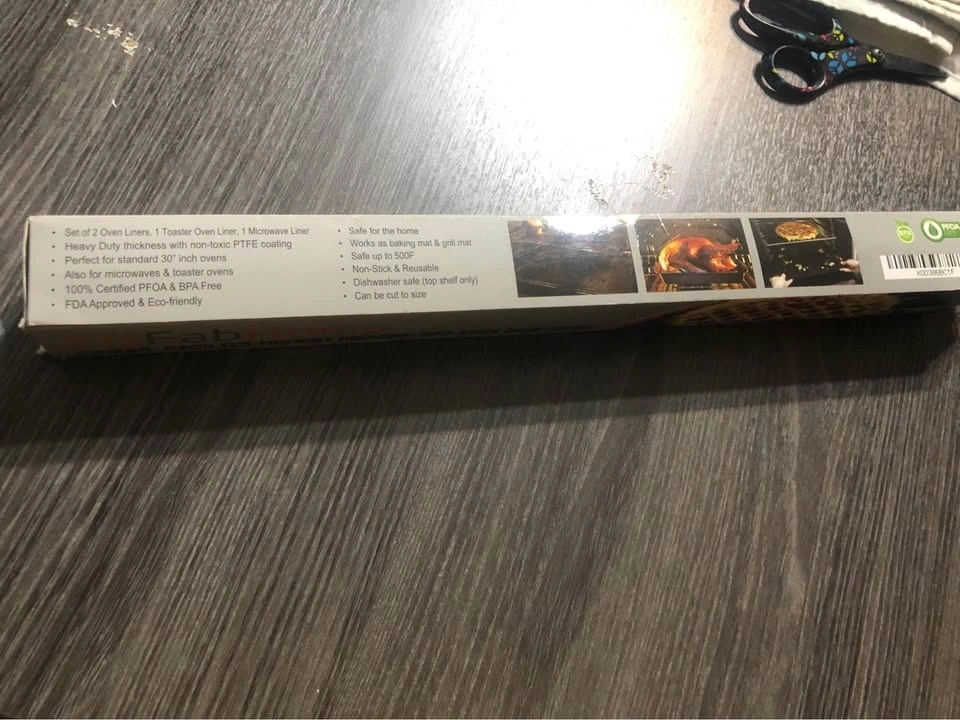 • Set of 2 Oven Liners, 1 Toaster Oven Liner, 1 Microwave Liner
• Heavy Duty thickness with non-toxic PTFE coating
• Perfect for standard 30" inch ovens
• Also for microwaves & toaster ovens
• 100% Certified PFOA & BPA Free
• FDA Approved & Eco-friendly
• Safe for the home
• Works as baking mat & grill mat
• Safe up to 500F
• Non-Stick & Reusable
• Dishwasher safe (top shelf only)
• Can be cut to size
PFOA
X00386BC1F
Fab